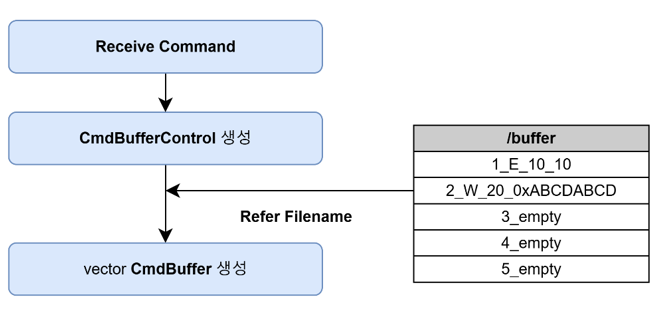 Receive Command
CmdBufferControl 생성
/buffer
1_E_10_10
2_W_20_0xABCDABCD
3_empty
4_empty
5_empty
Refer Filename
vector CmdBuffer 생성